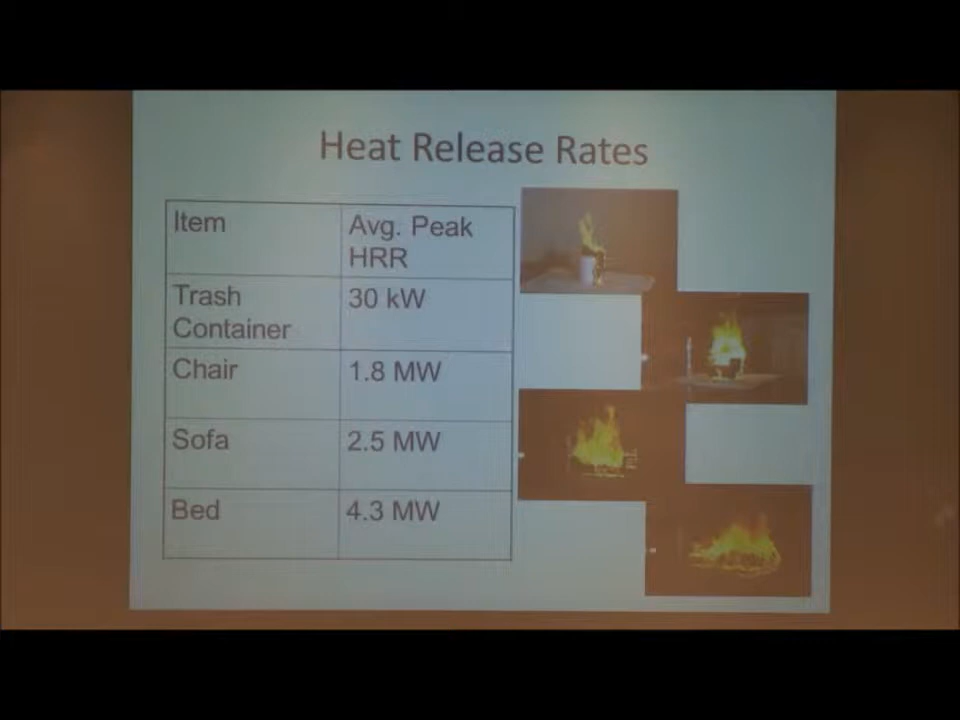 Heat Release Rates
Item
Avg. Peak
HRR
Trash
Container
30 kW
Chair
1.8 MW
Sofa
2.5 MW
Bed
4.3 MW